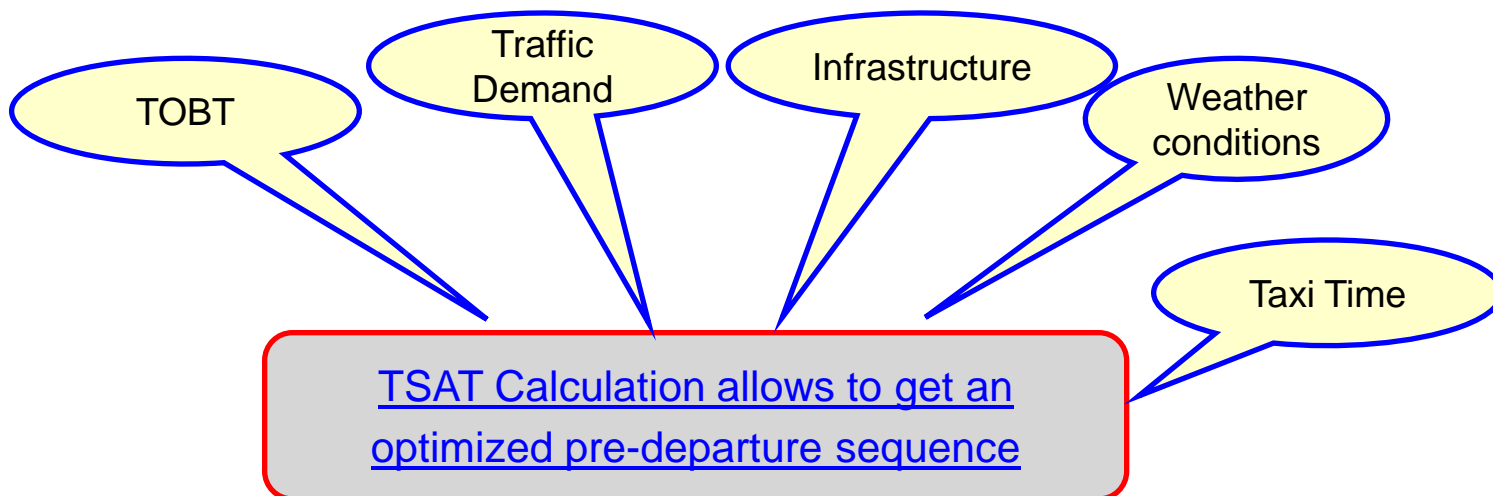 TOBT
Traffic
Demand
Infrastructure
Weather
conditions
Taxi Time
TSAT Calculation allows to get an
optimized pre-departure sequence